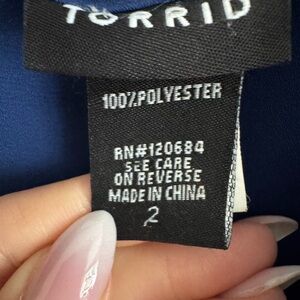 TORRID
100%POLYESTER
RN#120684
SEE CARE
ON REVERSE
MADE IN CHINA
2